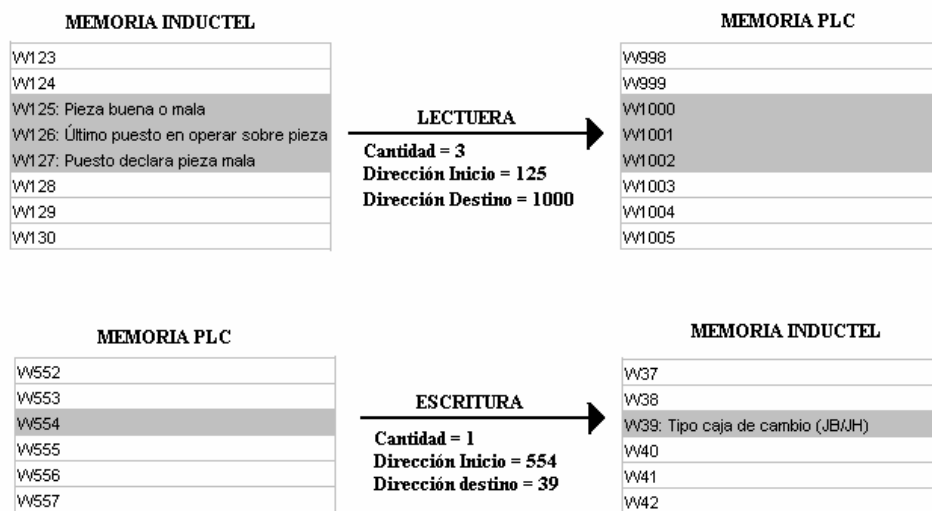 MEMORIA INDUCTEL
W123
W124
W125: Pieza buena o mala
W126: Último puesto en operar sobre pieza
W127: Puesto declara pieza mala
W128
W129
W130
LECTUERA
Cantidad = 3
Dirección Inicio = 125
Dirección Destino = 1000
MEMORIA PLC
W998
W999
W1000
W1001
W1002
W1003
W1004
W1005
MEMORIA PLC
W552
W553
W554
W555
W556
W557
ESCRITURA
Cantidad = 1
Dirección Inicio = 554
Dirección destino = 39
MEMORIA INDUCTEL
W37
W38
W39: Tipo caja de cambio (JB/JH)
W40
W41
W42